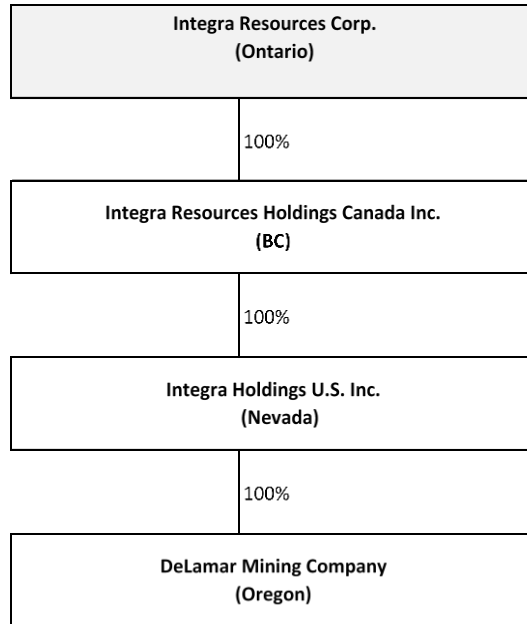 Integra Resources Corp.
(Ontario)
100%
Integra Resources Holdings Canada Inc.
(BC)
100%
Integra Holdings U.S. Inc.
(Nevada)
100%
DeLamar Mining Company
(Oregon)